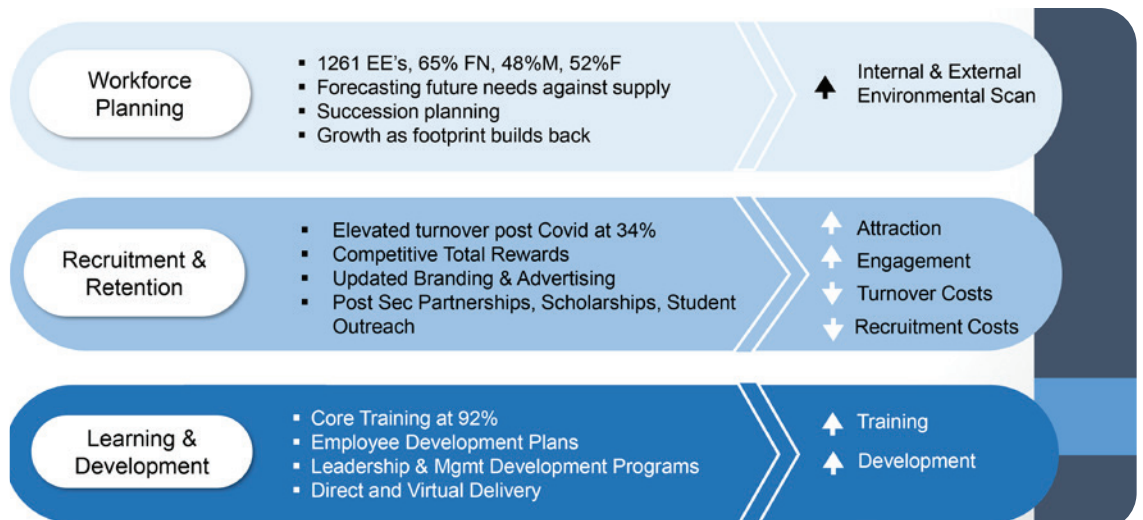 Workforce
Planning
▪ 1261 EE's, 65% FN, 48%M, 52%F
▪ Forecasting future needs against supply
▪ Succession planning
▪ Growth as footprint builds back
Internal & External
Environmental Scan
Recruitment &
Retention
▪ Elevated turnover post Covid at 34%
▪ Competitive Total Rewards
▪ Updated Branding & Advertising
▪ Post Sec Partnerships, Scholarships, Student
Outreach
Attraction
Engagement
Turnover Costs
Recruitment Costs
Learning &
Development
▪ Core Training at 92%
▪ Employee Development Plans
▪ Leadership & Mgmt Development Programs
▪ Direct and Virtual Delivery
Training
Development